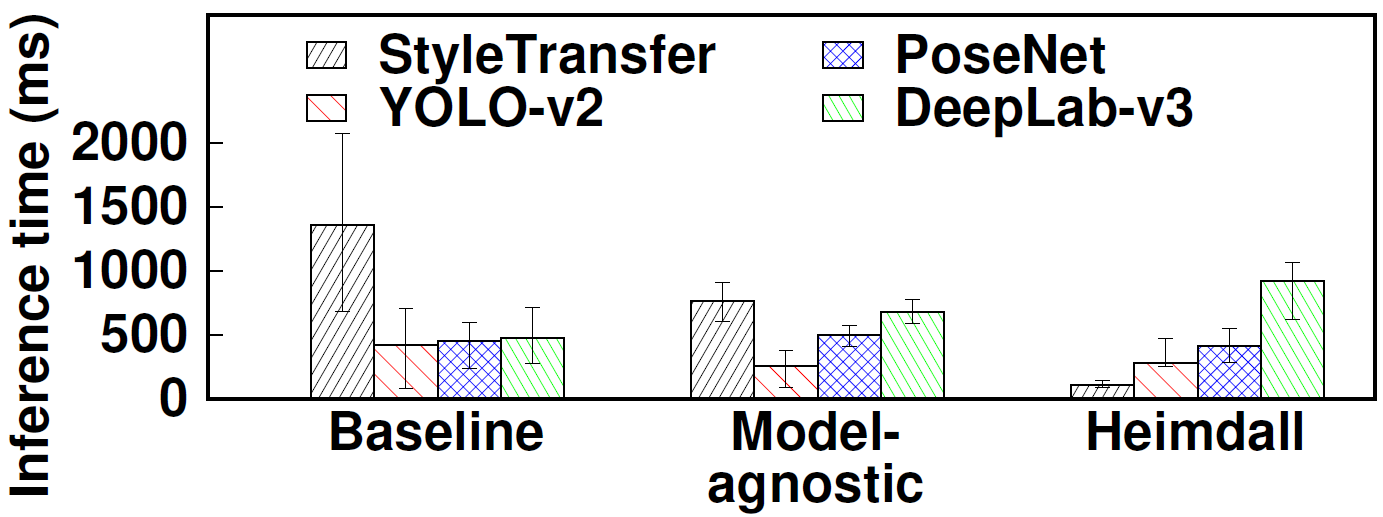 Inference time (ms)
StyleTransfer
YOLO-v2
PoseNet
DeepLab-v3
2000
1500
1000
500
0
Baseline
Model-
agnostic
Heimdall